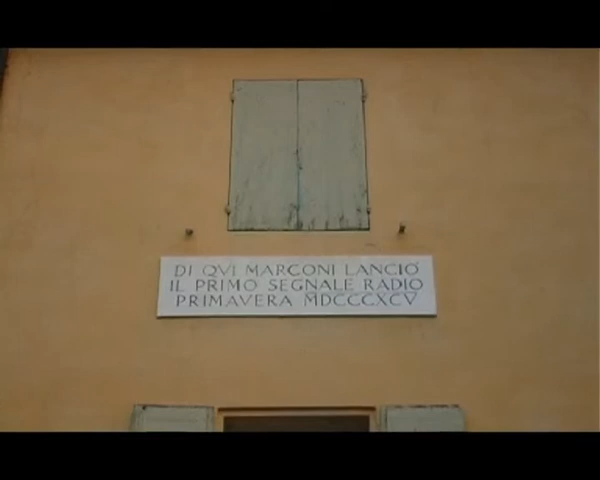 DI QVI MARCONI LANCIÒ
IL PRIMO SEGNALE RADIO
PRIMAVERA MDCCCXCV